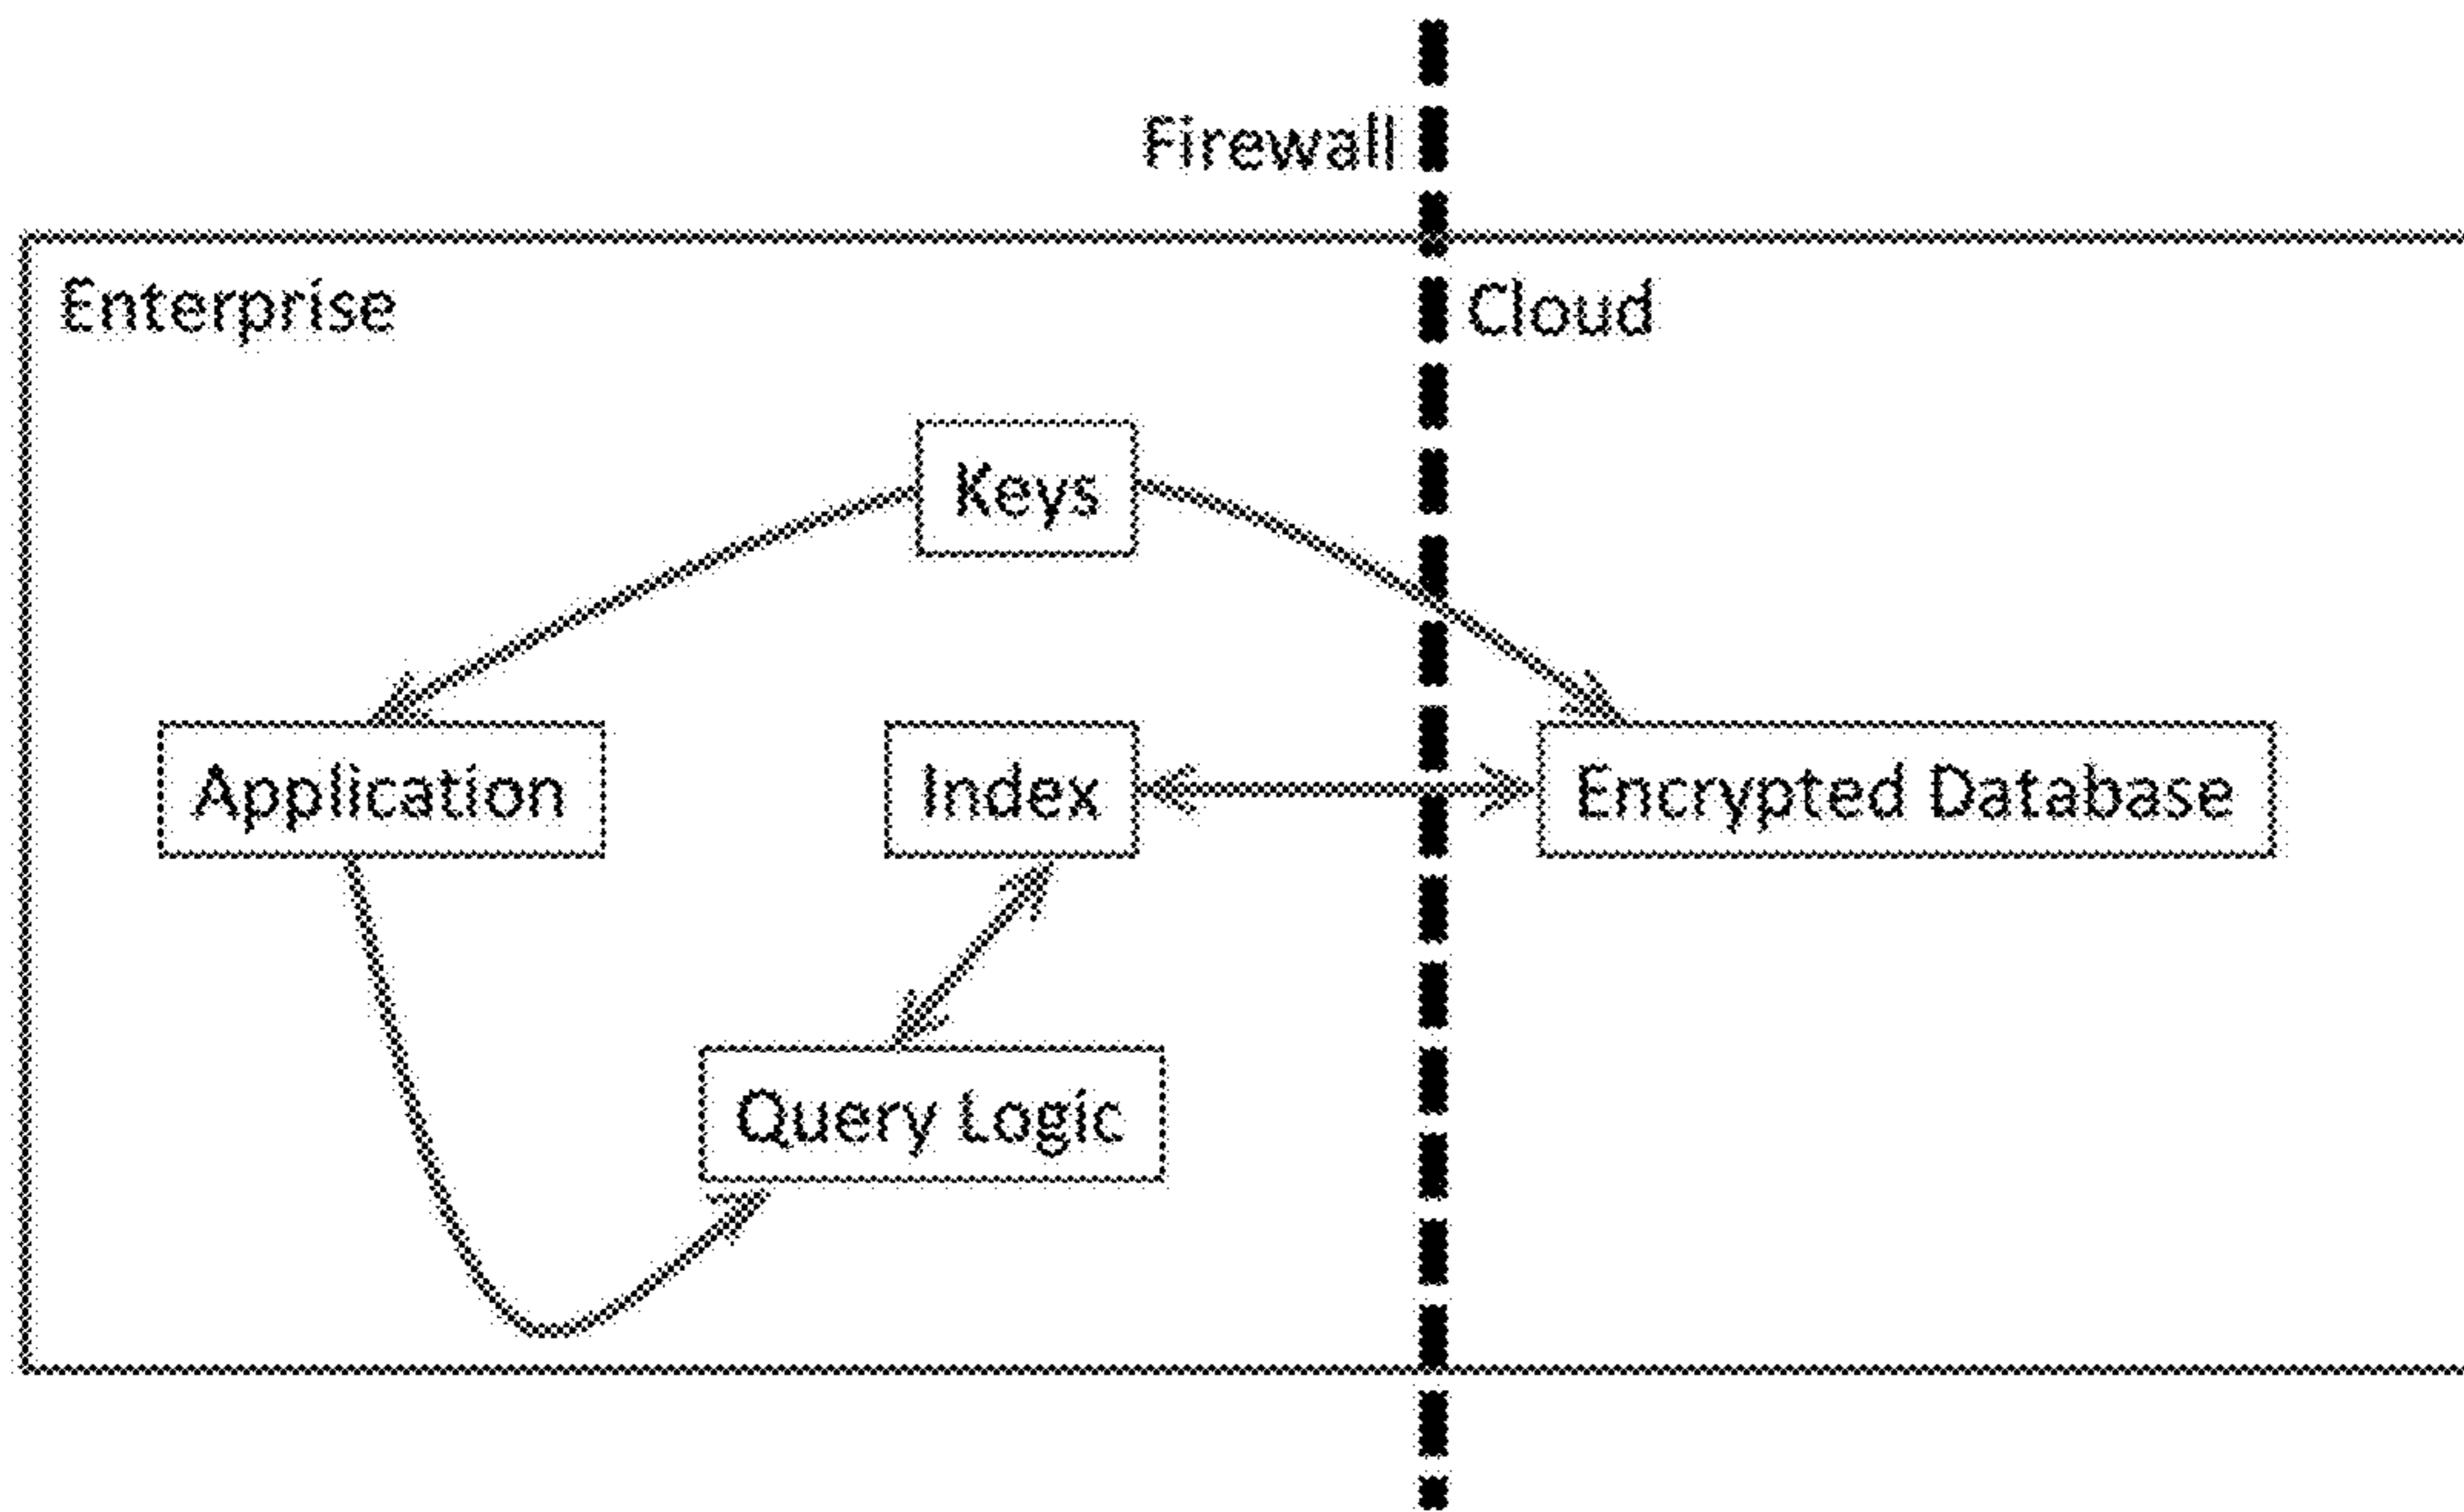 Firewall
Enterprise
Cloud
Keys
Application
Index
Encrypted Database
Query Logic